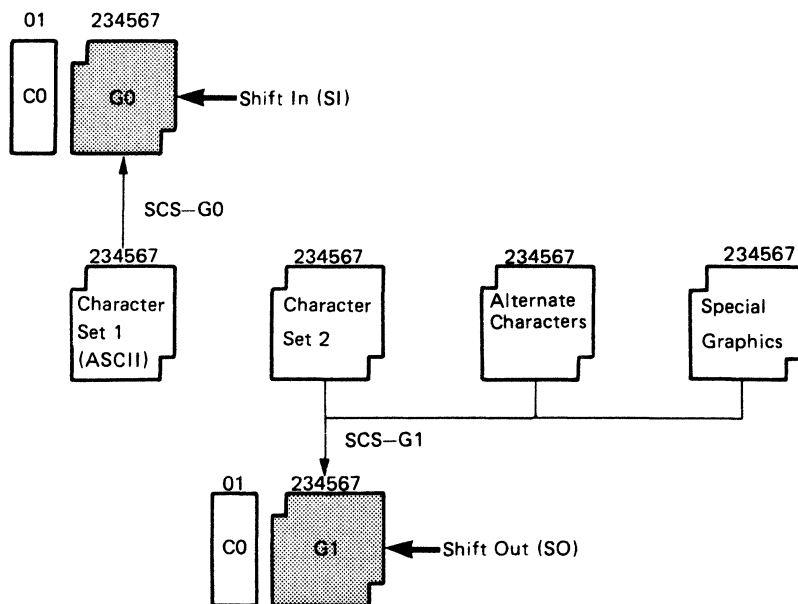 01 234567
C0 G0 Shift In (SI)
SCS–G0
234567 234567 234567 234567
Character
Set 1
(ASCII)
Character
Set 2
Alternate
Characters
Special
Graphics
SCS–G1
01 234567
C0 G1 Shift Out (SO)